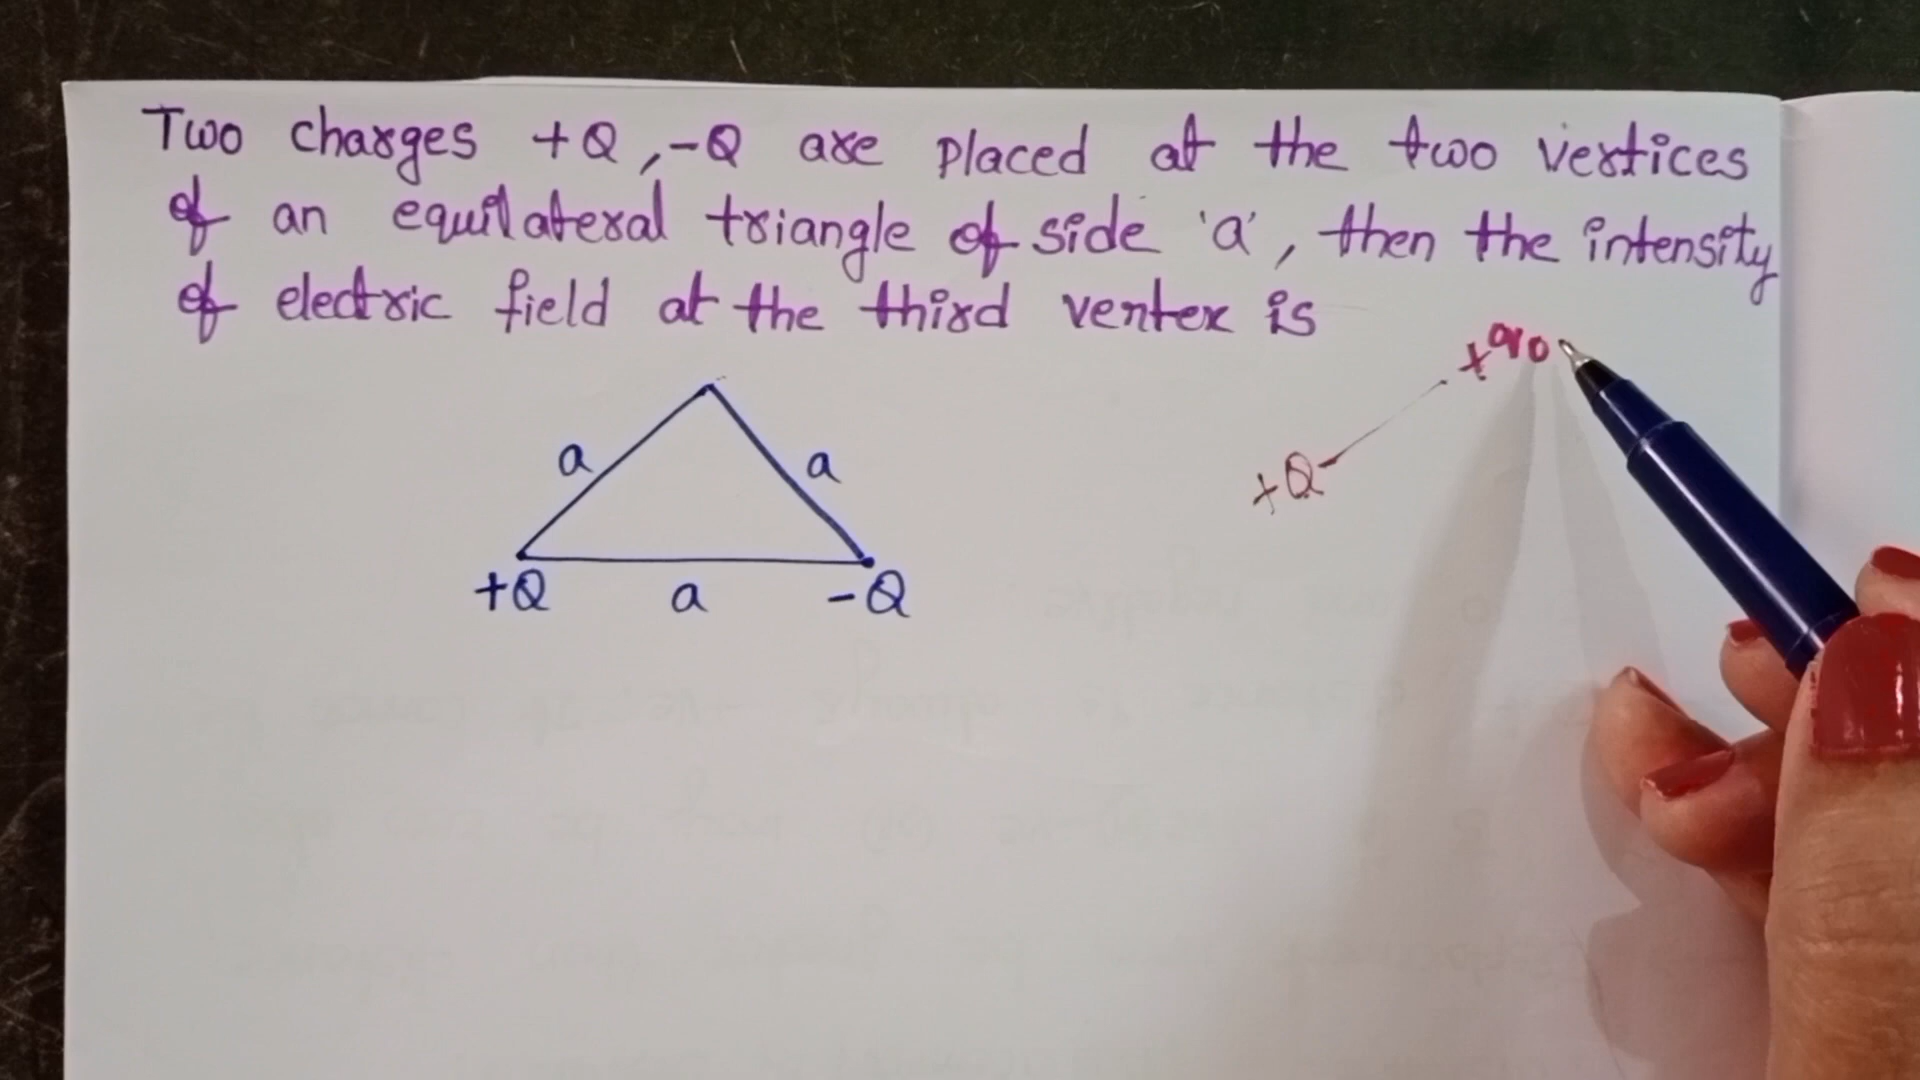 Two charges +Q, -Q are placed at the two vertices
of an equilateral triangle of side 'a', then the intensity
of electric field at the third vertex is
+q₀
a
a
+Q
+Q
a
-Q